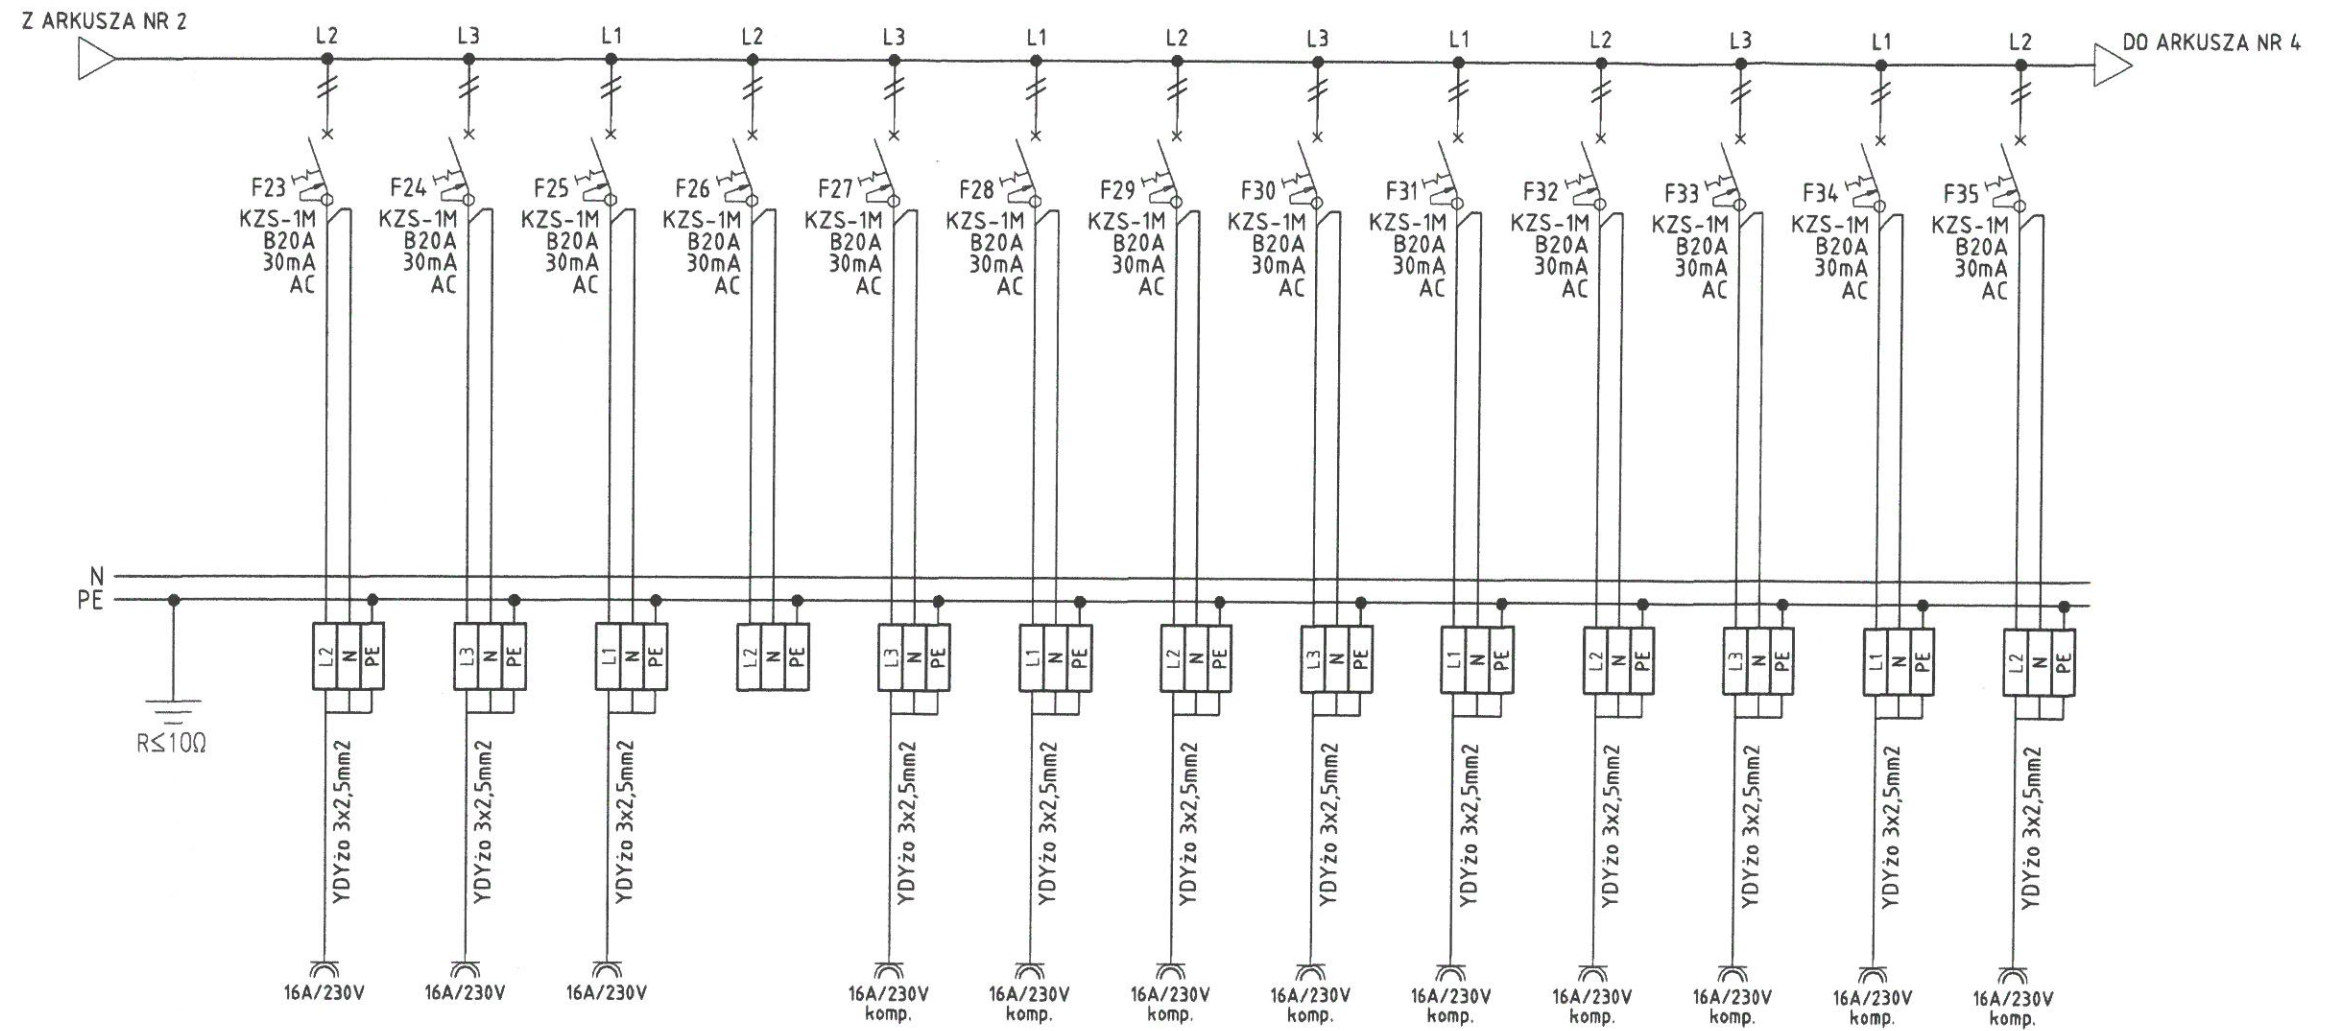 Z ARKUSZA NR 2
DO ARKUSZA NR 4
L2 L3 L1 L2 L3 L1 L2 L3 L1 L2 L3 L1 L2
F23 F24 F25 F26 F27 F28 F29 F30 F31 F32 F33 F34 F35
KZS-1M KZS-1M KZS-1M KZS-1M KZS-1M KZS-1M KZS-1M KZS-1M KZS-1M KZS-1M KZS-1M KZS-1M KZS-1M
B20A B20A B20A B20A B20A B20A B20A B20A B20A B20A B20A B20A B20A
30mA 30mA 30mA 30mA 30mA 30mA 30mA 30mA 30mA 30mA 30mA 30mA 30mA
AC AC AC AC AC AC AC AC AC AC AC AC AC
N
PE
L2 N PE L3 N PE L1 N PE L2 N PE L3 N PE L1 N PE L2 N PE L3 N PE L1 N PE L2 N PE L3 N PE L1 N PE L2 N PE
R≤10Ω
YDYżo 3x2,5mm2 YDYżo 3x2,5mm2 YDYżo 3x2,5mm2 YDYżo 3x2,5mm2 YDYżo 3x2,5mm2 YDYżo 3x2,5mm2 YDYżo 3x2,5mm2 YDYżo 3x2,5mm2 YDYżo 3x2,5mm2 YDYżo 3x2,5mm2 YDYżo 3x2,5mm2 YDYżo 3x2,5mm2
16A/230V 16A/230V 16A/230V 16A/230V 16A/230V 16A/230V 16A/230V 16A/230V 16A/230V 16A/230V 16A/230V 16A/230V
komp. komp. komp. komp. komp. komp. komp. komp. komp.